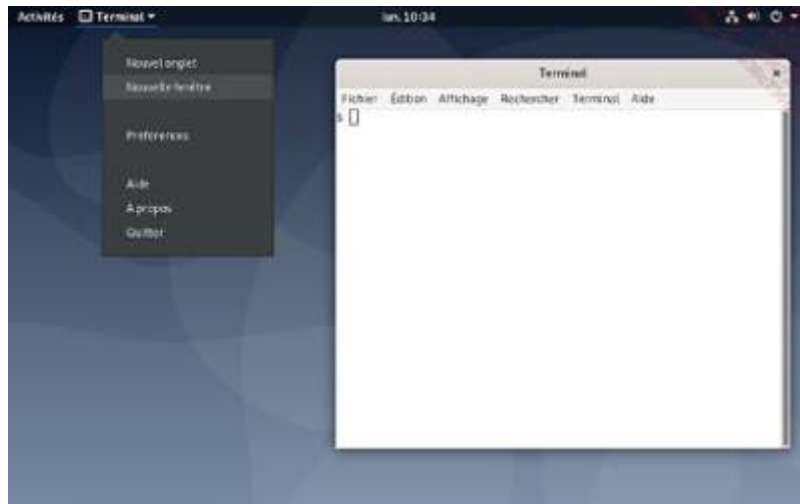 Activités Terminal lun. 10:34
Nouvel onglet
Nouvelle fenêtre
Préférences
Aide
À propos
Quitter
Terminal
Fichier Édition Affichage Rechercher Terminal Aide
$